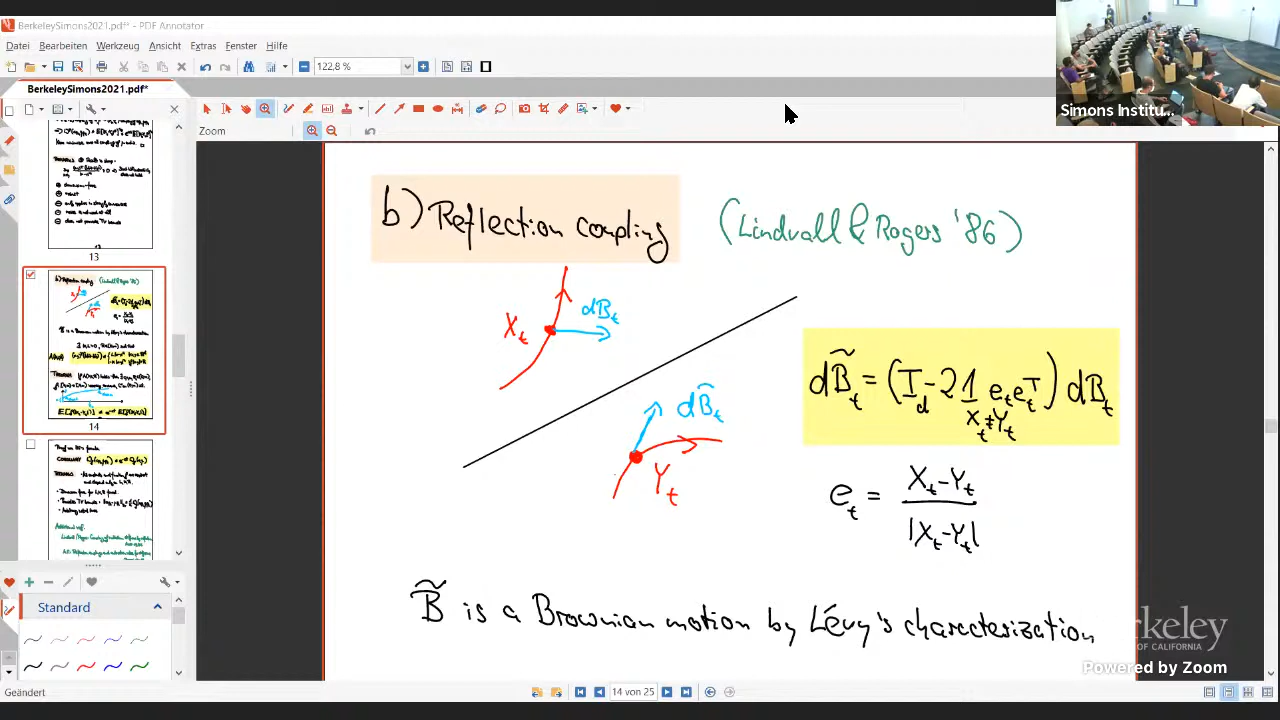 BerkeleySimons2021.pdf* - PDF Annotator
Datei Bearbeiten Werkzeug Ansicht Extras Fenster Hilfe
122,8 %
BerkeleySimons2021.pdf*
Zoom
Simons Institu...
13
14
b) Reflection coupling (Lindvall & Rogers '86)
X_t dB_t
dB̃_t
Y_t
dB̃_t = (I_d - 2 1_{X_t≠Y_t} e_t e_t^T) dB_t
e_t = (X_t - Y_t) / |X_t - Y_t|
B̃ is a Brownian motion by Lévy's characterization
Standard
keley
OF CALIFORNIA
Powered by Zoom
Geändert
14 von 25